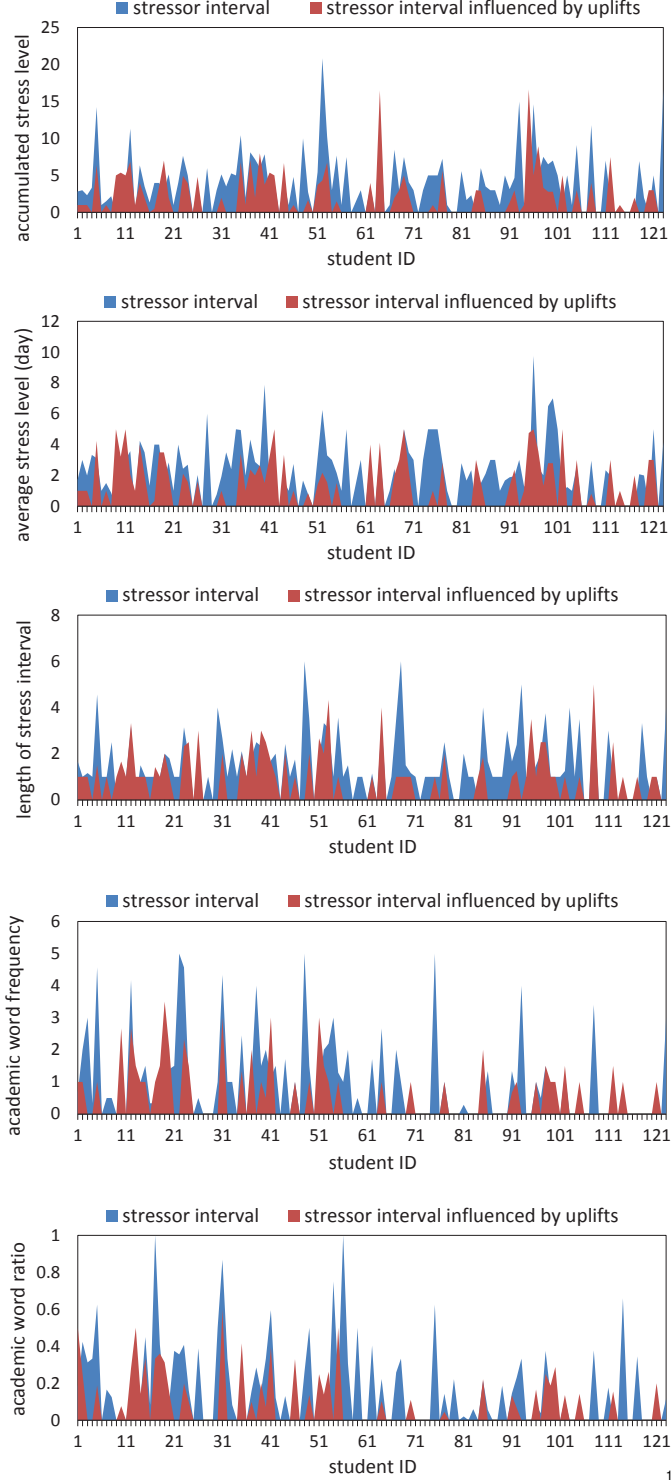 stressor interval stressor interval influenced by uplifts
accumulated stress level
25
20
15
10
5
0
1 11 21 31 41 51 61 71 81 91 101 111 121
student ID
stressor interval stressor interval influenced by uplifts
average stress level (day)
12
10
8
6
4
2
0
1 11 21 31 41 51 61 71 81 91 101 111 121
student ID
stressor interval stressor interval influenced by uplifts
length of stress interval
8
6
4
2
0
1 11 21 31 41 51 61 71 81 91 101 111 121
student ID
stressor interval stressor interval influenced by uplifts
academic word frequency
6
5
4
3
2
1
0
1 11 21 31 41 51 61 71 81 91 101 111 121
student ID
stressor interval stressor interval influenced by uplifts
academic word ratio
1
0.8
0.6
0.4
0.2
0
1 11 21 31 41 51 61 71 81 91 101 111 121
student ID
1